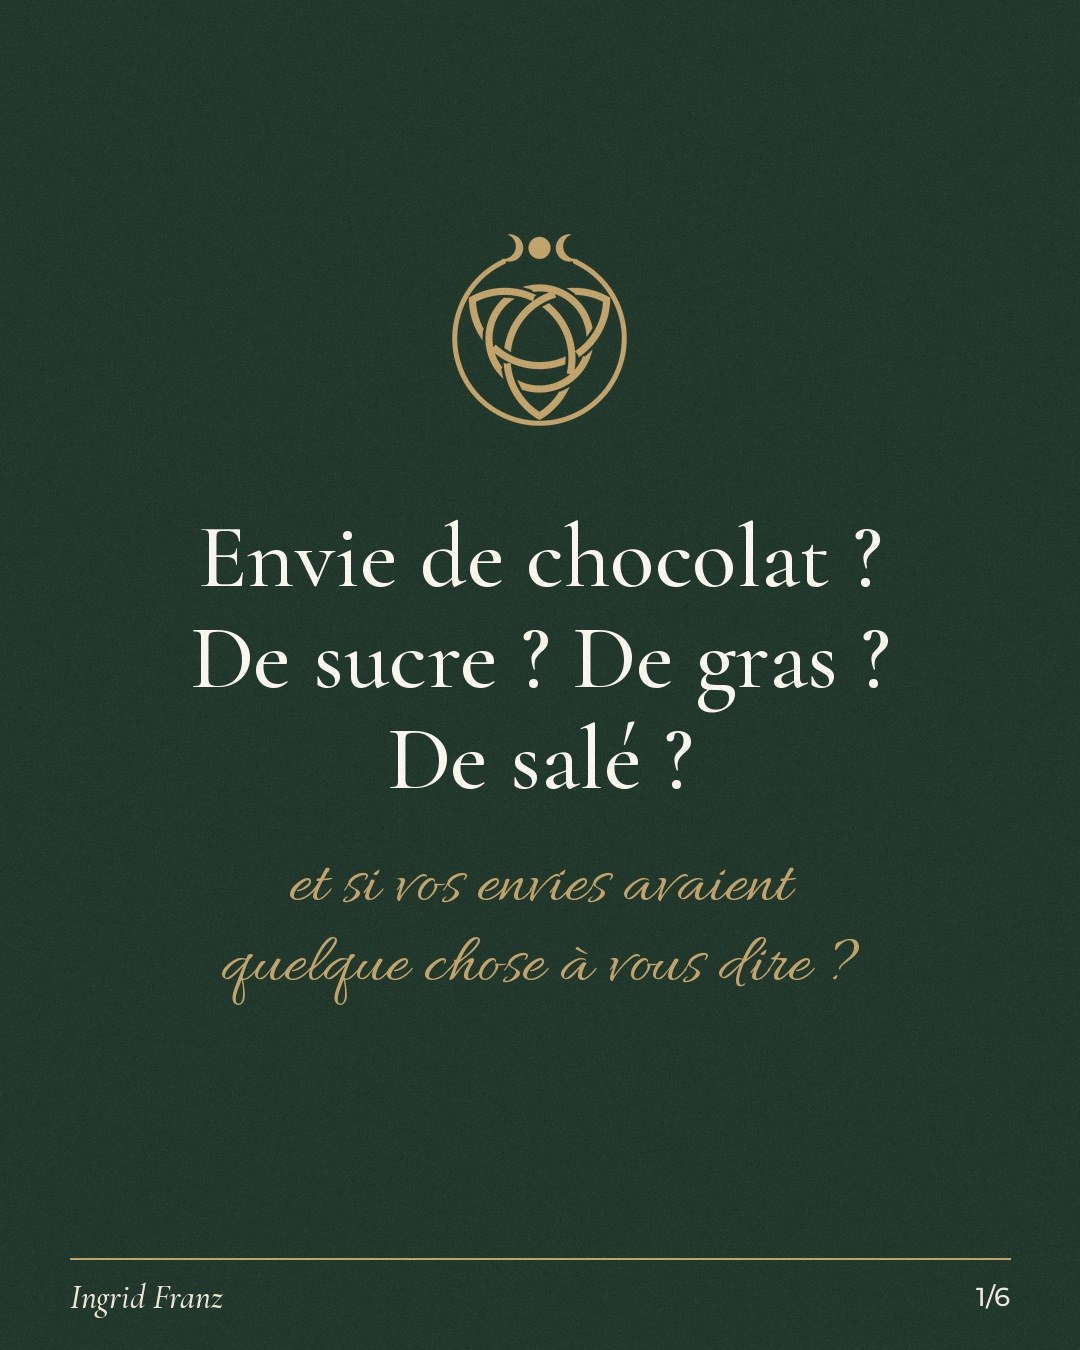 Envie de chocolat ?
De sucre ? De gras ?
De salé ?
et si vos envies avaient
quelque chose à vous dire ?
Ingrid Franz
1/6